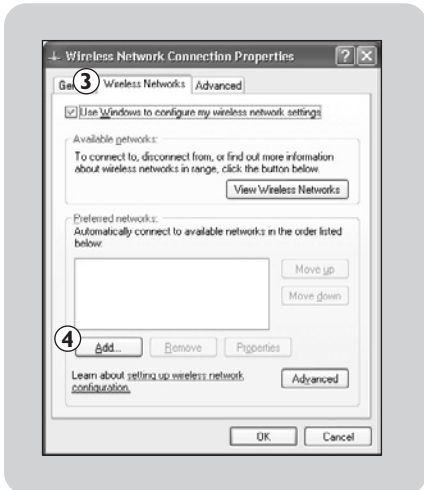 Wireless Network Connection Properties
?
X
3
Ge
Wireless Networks
Advanced
Use Windows to configure my wireless network settings
Available networks:
To connect to, disconnect from, or find out more information
about wireless networks in range, click the button below.
View Wireless Networks
Preferred networks:
Automatically connect to available networks in the order listed
below:
Move up
Move down
4
Add...
Remove
Properties
Learn about setting up wireless network
configuration.
Advanced
OK
Cancel